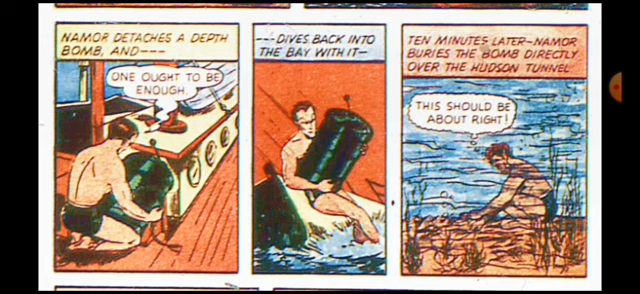 NAMOR DETACHES A DEPTH
BOMB, AND---
ONE OUGHT TO BE
ENOUGH.
---DIVES BACK INTO
THE BAY WITH IT—
TEN MINUTES LATER—NAMOR
BURIES THE BOMB DIRECTLY
OVER THE HUDSON TUNNEL.
THIS SHOULD BE
ABOUT RIGHT!